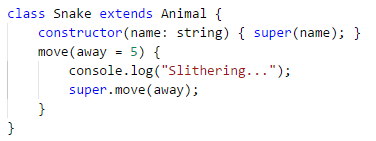 class Snake extends Animal {
    constructor(name: string) { super(name); }
    move(away = 5) {
        console.log("Slithering...");
        super.move(away);
    }
}